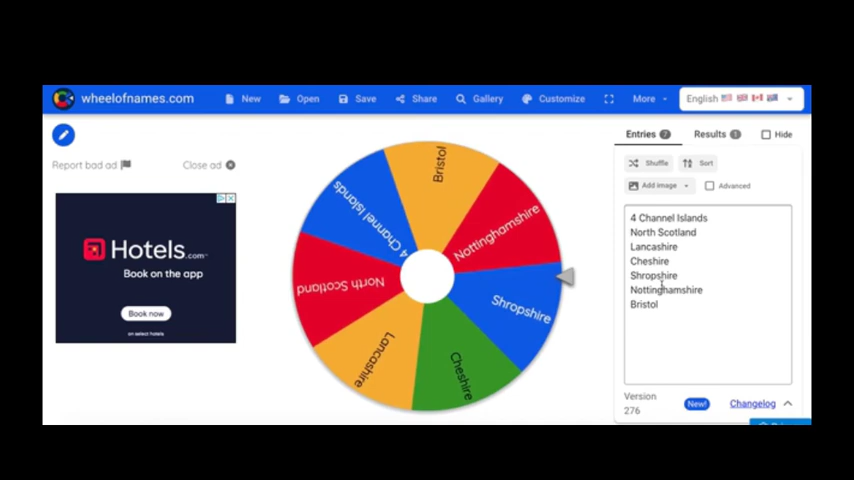 wheelofnames.com New Open Save Share Gallery Customize More English
Report bad ad Close ad
Hotels.com
Book on the app
Book now
on select hotels
Bristol
Nottinghamshire
Shropshire
Cheshire
Lancashire
North Scotland
4 Channel Islands
Entries 7 Results 1 Hide
Shuffle Sort
Add image Advanced
4 Channel Islands
North Scotland
Lancashire
Cheshire
Shropshire
Nottinghamshire
Bristol
Version
276
New! Changelog